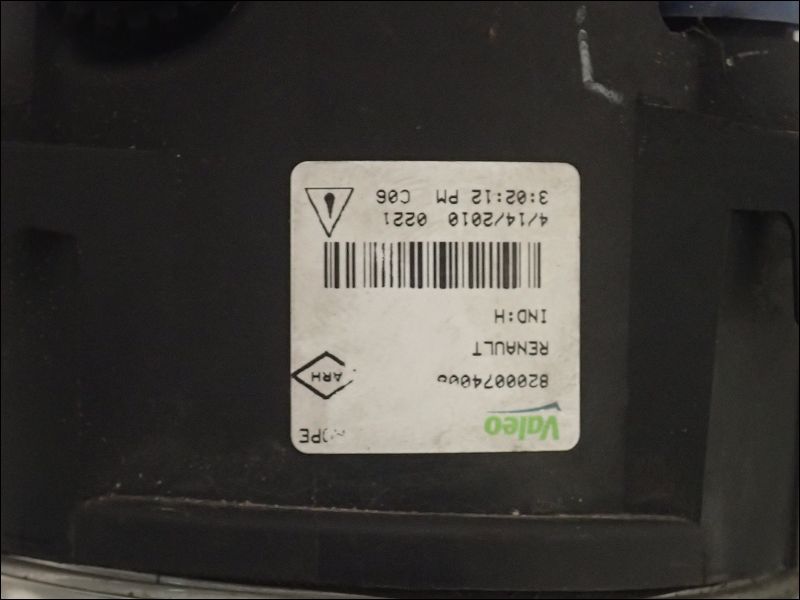 Valeo
ARH
RENAULT
IND:H
4/14/2010 0221
3:02:12 PM C06